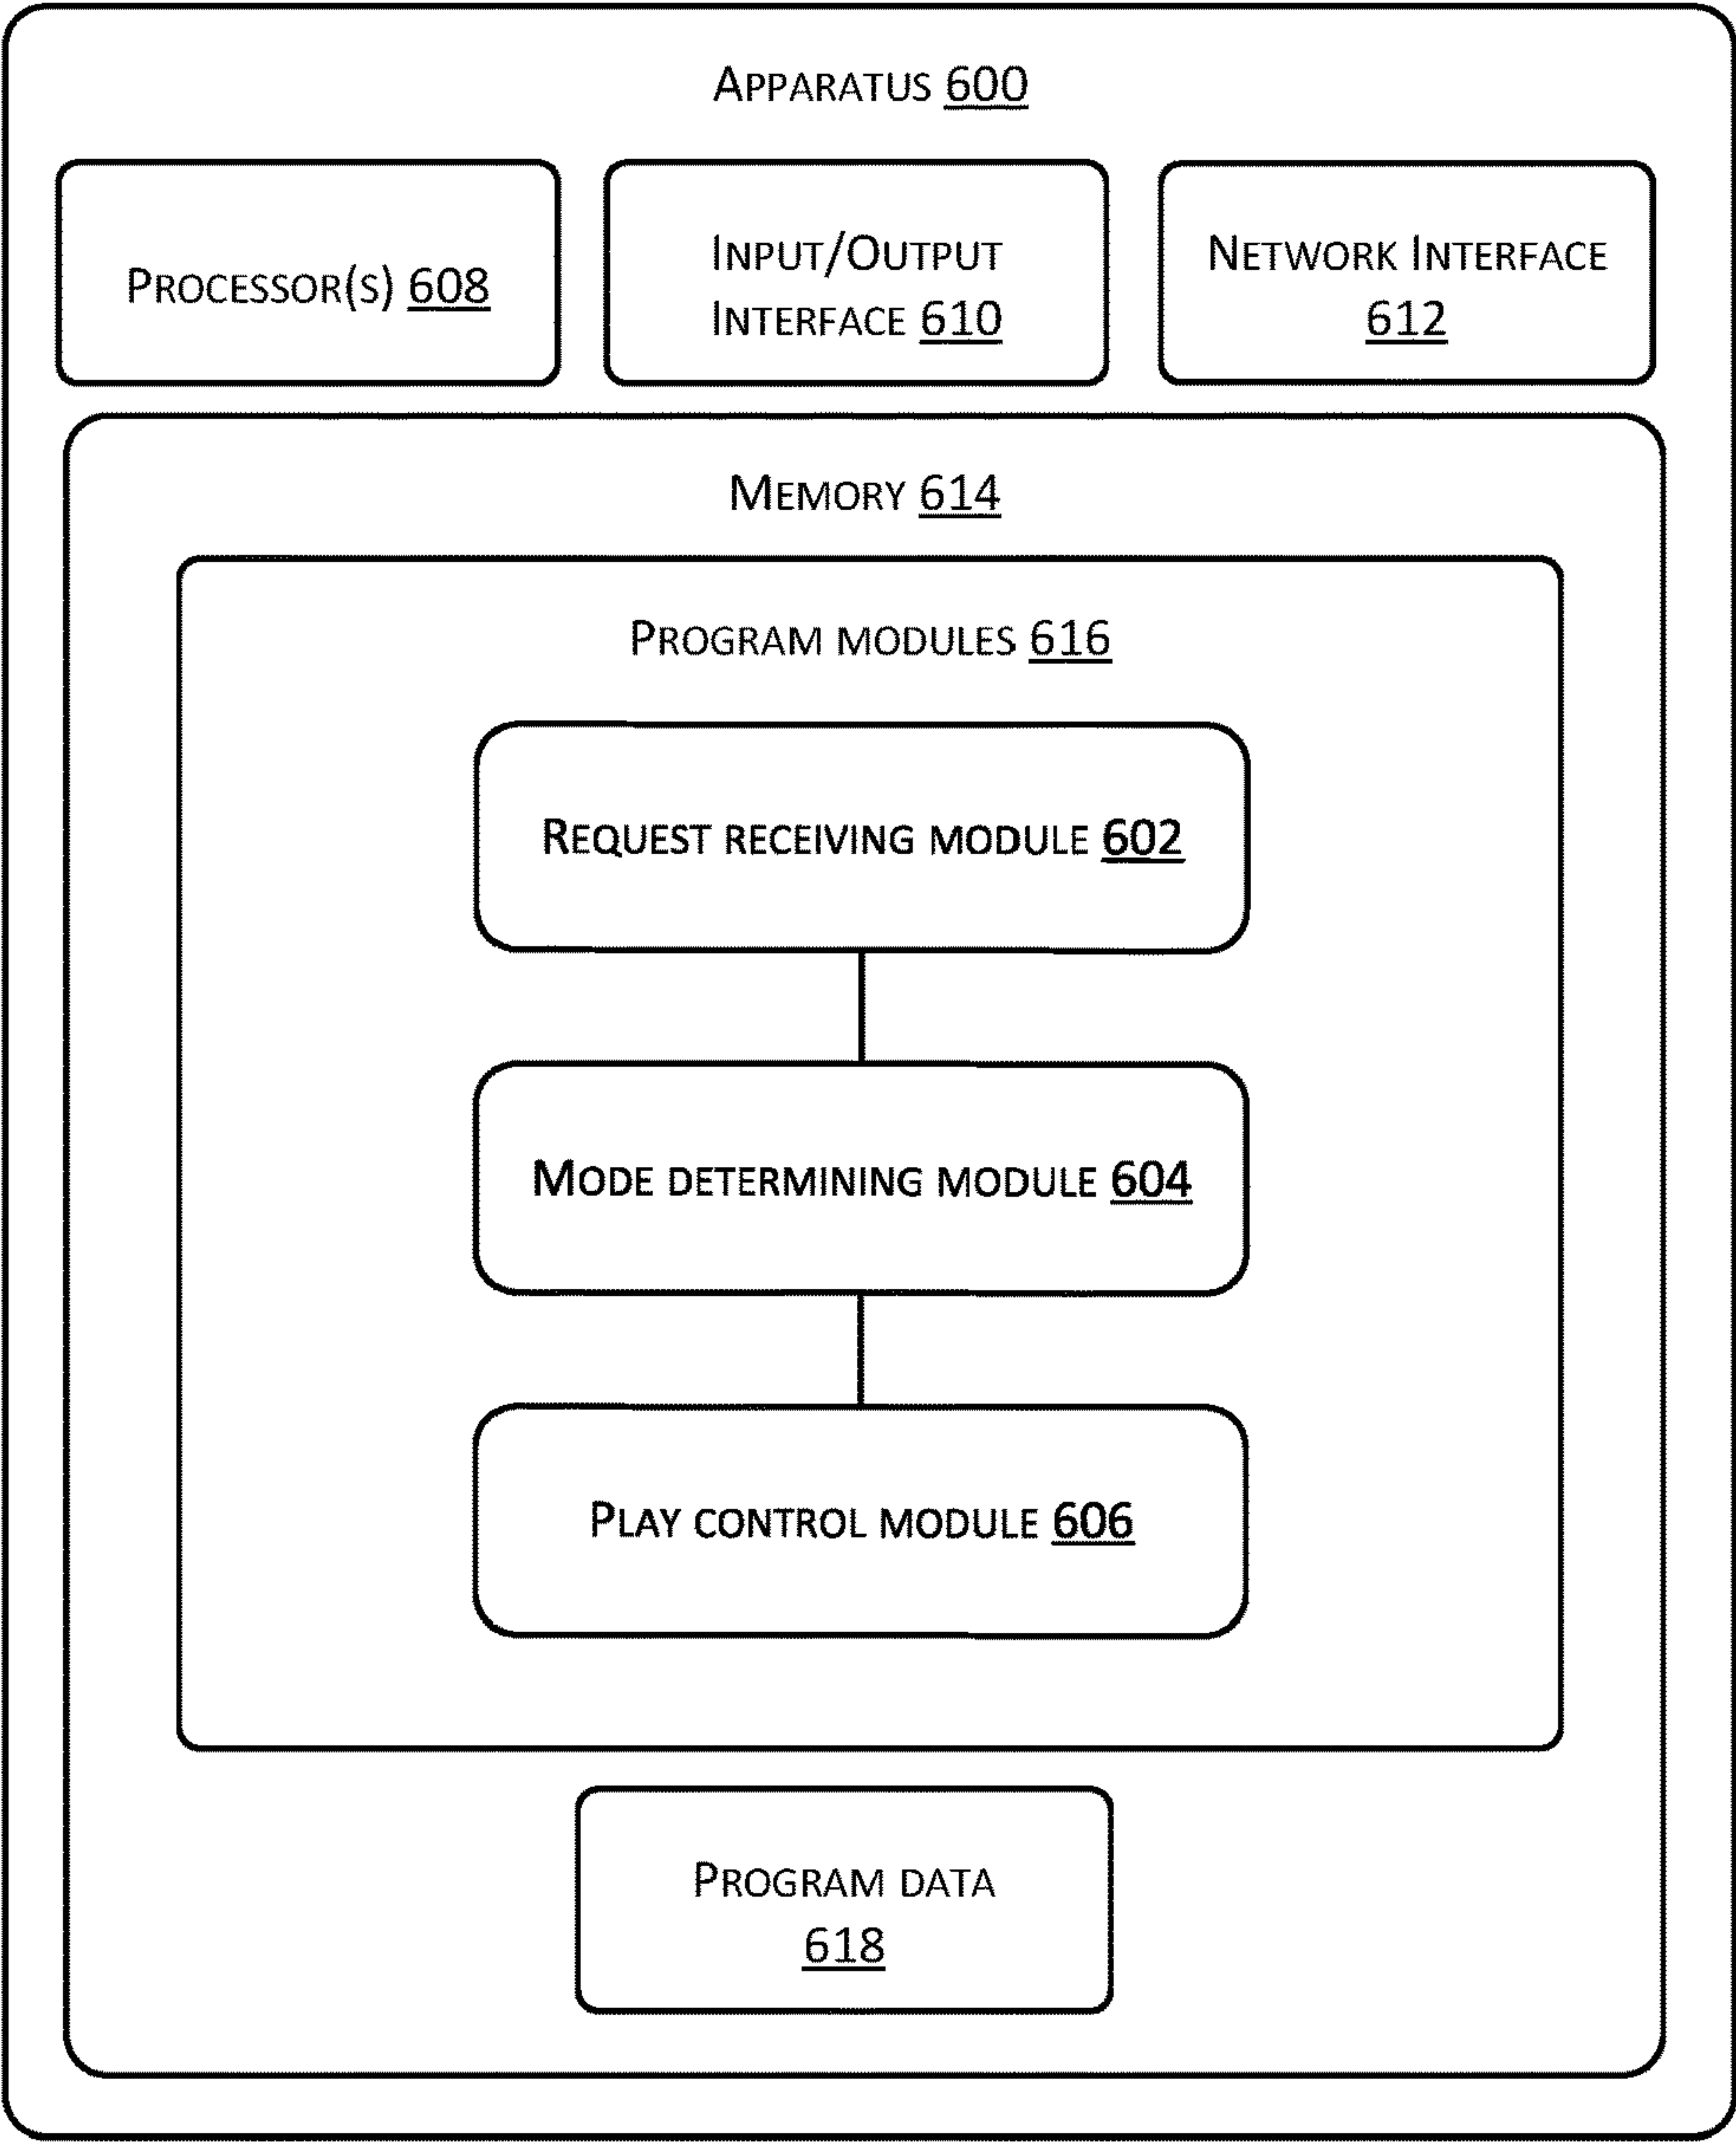 Apparatus 600
Processor(s) 608
Input/Output
Interface 610
Network Interface
612
Memory 614
Program modules 616
Request receiving module 602
Mode determining module 604
Play control module 606
Program data
618